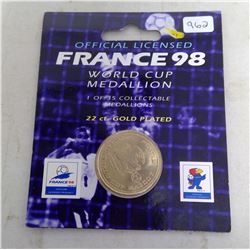 962
OFFICIAL LICENSED
FRANCE 98
WORLD CUP
MEDALLION
1 OF 15 COLLECTABLE
MEDALLIONS
22 ct. GOLD PLATED
FRANCE 98